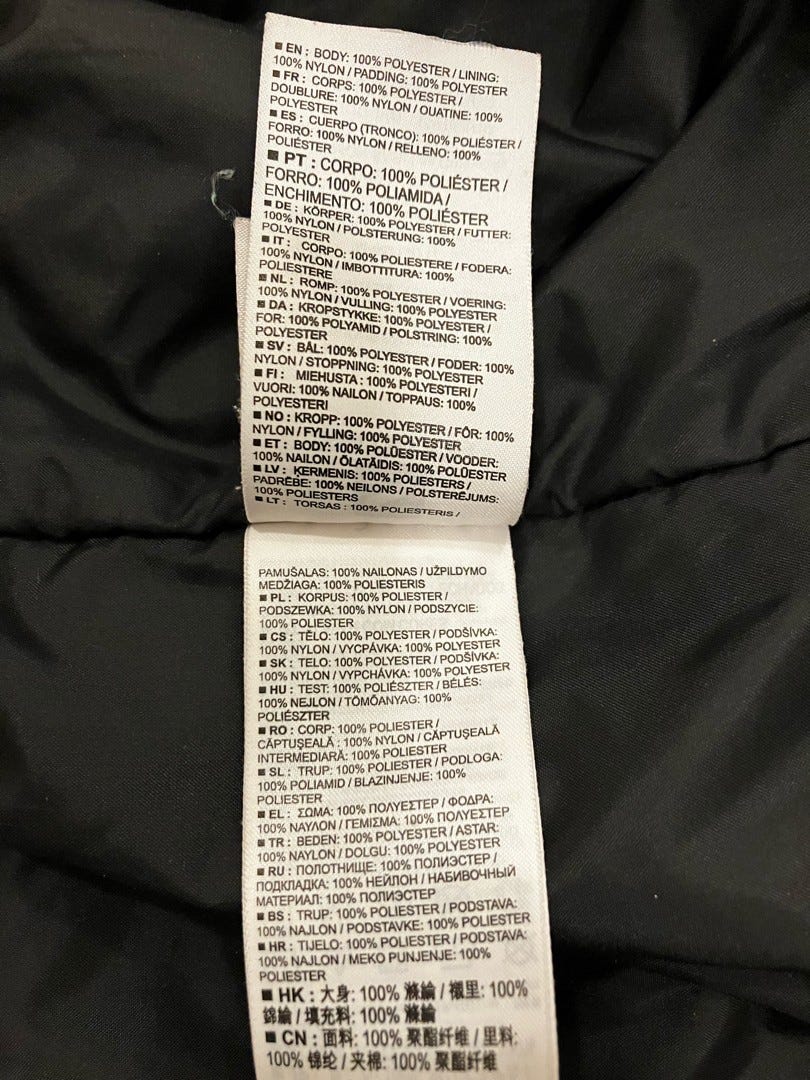 ■ EN : BODY: 100% POLYESTER / LINING:
100% NYLON / PADDING: 100% POLYESTER
■ FR : CORPS: 100% POLYESTER /
DOUBLURE: 100% NYLON / OUATINE: 100%
POLYESTER
■ ES : CUERPO (TRONCO): 100% POLIÉSTER /
FORRO: 100% NYLON / RELLENO: 100%
POLIÉSTER
■ PT : CORPO: 100% POLIÉSTER /
FORRO: 100% POLIAMIDA /
ENCHIMENTO: 100% POLIÉSTER
■ DE : KÖRPER: 100% POLYESTER / FUTTER:
100% NYLON / POLSTERUNG: 100%
POLYESTER
■ IT : CORPO: 100% POLIESTERE / FODERA:
100% NYLON / IMBOTTITURA: 100%
POLIESTERE
■ NL : ROMP: 100% POLYESTER / VOERING:
100% NYLON / VULLING: 100% POLYESTER
■ DA : KROPSTYKKE: 100% POLYESTER /
FOR: 100% POLYAMID / POLSTRING: 100%
POLYESTER
■ SV : BÅL: 100% POLYESTER / FODER: 100%
NYLON / STOPPNING: 100% POLYESTER
■ FI : MIEHUSTA : 100% POLYESTERI /
VUORI: 100% NAILON / TOPPAUS: 100%
POLYESTERI
■ NO : KROPP: 100% POLYESTER / FÔR: 100%
NYLON / FYLLING: 100% POLYESTER
■ ET : BODY: 100% POLÜESTER / VOODER:
100% NAILON / ÕLATÄIDIS: 100% POLÜESTER
■ LV : ĶERMENIS: 100% POLIESTERS /
PADRĒBE: 100% NEILONS / POLSTERĒJUMS:
100% POLIESTERS
■ LT : TORSAS : 100% POLIESTERIS /
PAMUŠALAS: 100% NAILONAS / UŽPILDYMO
MEDŽIAGA: 100% POLIESTERIS
■ PL : KORPUS: 100% POLIESTER /
PODSZEWKA: 100% NYLON / PODSZYCIE:
100% POLIESTER
■ CS : TĚLO: 100% POLYESTER / PODŠÍVKA:
100% NYLON / VYCPÁVKA: 100% POLYESTER
■ SK : TELO: 100% POLYESTER / PODŠÍVKA:
100% NYLON / VYPCHÁVKA: 100% POLYESTER
■ HU : TEST: 100% POLIÉSZTER / BÉLÉS:
100% NEJLON / TÖMŐANYAG: 100%
POLIÉSZTER
■ RO : CORP: 100% POLIESTER /
CĂPTUȘEALĂ : 100% NYLON / CĂPTUȘEALĂ
INTERMEDIARĂ: 100% POLIESTER
■ SL : TRUP: 100% POLIESTER / PODLOGA:
100% POLIAMID / BLAZINJENJE: 100%
POLIESTER
■ EL : ΣΩΜΑ: 100% ΠΟΛΥΕΣΤΕΡ / ΦΟΔΡΑ:
100% ΝΑΥΛΟΝ / ΓΕΜΙΣΜΑ: 100% ΠΟΛΥΕΣΤΕΡ
■ TR : BEDEN: 100% POLYESTER / ASTAR:
100% NAYLON / DOLGU: 100% POLYESTER
■ RU : ПОЛОТНИЩЕ: 100% ПОЛИЭСТЕР /
ПОДКЛАДКА: 100% НЕЙЛОН / НАБИВОЧНЫЙ
МАТЕРИАЛ: 100% ПОЛИЭСТЕР
■ BS : TRUP: 100% POLIESTER / PODSTAVA:
100% NAJLON / PODSTAVKE: 100% POLIESTER
■ HR : TIJELO: 100% POLIESTER / PODSTAVA:
100% NAJLON / MEKO PUNJENJE: 100%
POLIESTER
■ HK : 大身: 100% 滌綸 / 襯里: 100%
錦綸 / 填充料: 100% 滌綸
■ CN : 面料: 100% 聚酯纤维 / 里料:
100% 锦纶 / 夹棉: 100% 聚酯纤维